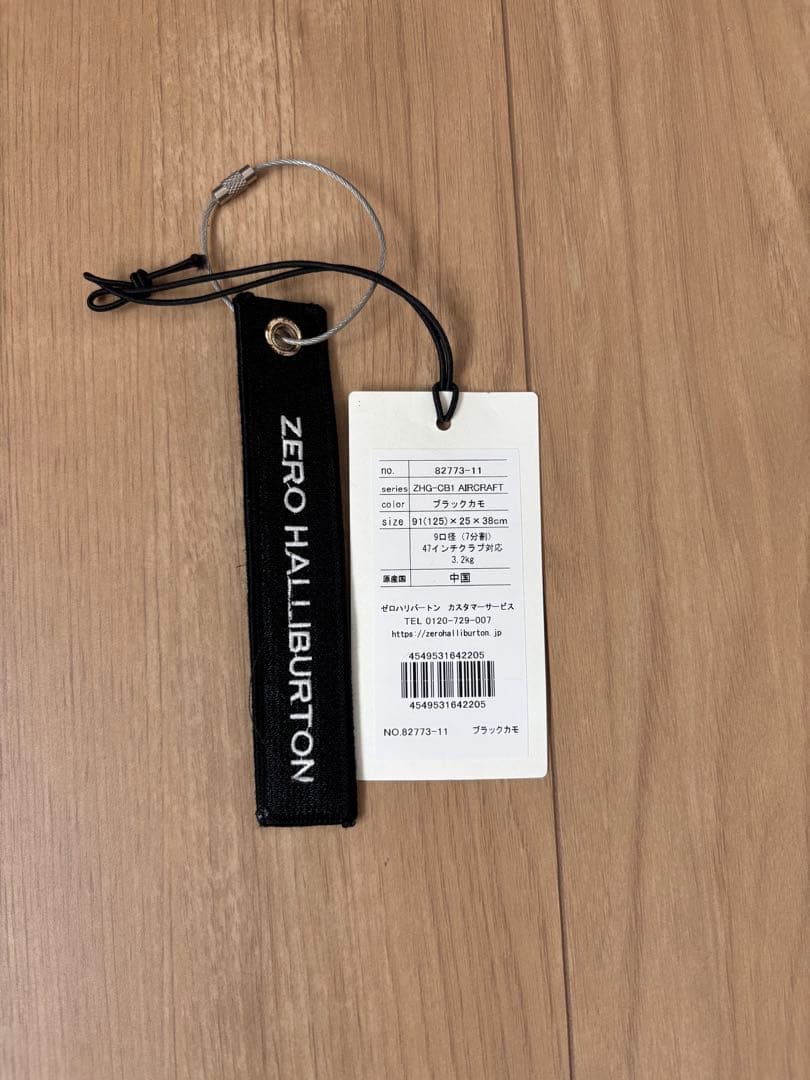 ZERO HALLIBURTON
no. 82773-11
series ZHG-CB1 AIRCRAFT
color ブラックカモ
size 91(125)×25×38cm
9口径 (7分割)
47インチクラブ対応
3.2kg
原産国 中国
ゼロハリバートン カスタマーサービス
TEL 0120-729-007
https://zerohalliburton.jp
4549531642205
4549531642205
NO.82773-11 ブラックカモ